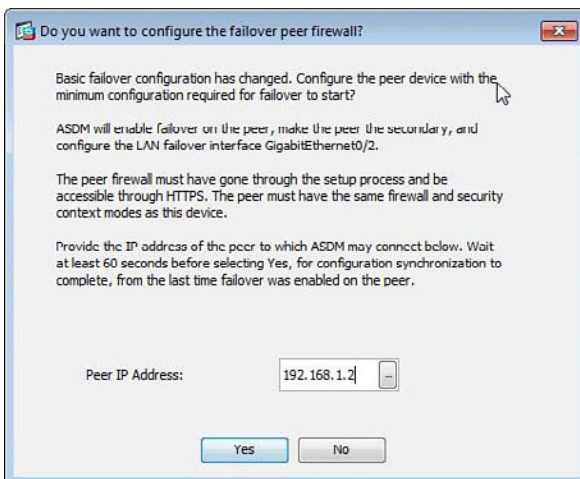 Do you want to configure the failover peer firewall?
Basic failover configuration has changed. Configure the peer device with the
minimum configuration required for failover to start?
ASDM will enable failover on the peer, make the peer the secondary, and
configure the LAN failover interface GigabitEthernet0/2.
The peer firewall must have gone through the setup process and be
accessible through HTTPS. The peer must have the same firewall and security
context modes as this device.
Provide the IP address of the peer to which ASDM may connect below. Wait
at least 60 seconds before selecting Yes, for configuration synchronization to
complete, from the last time failover was enabled on the peer.
Peer IP Address: 192.168.1.2 ...
Yes No